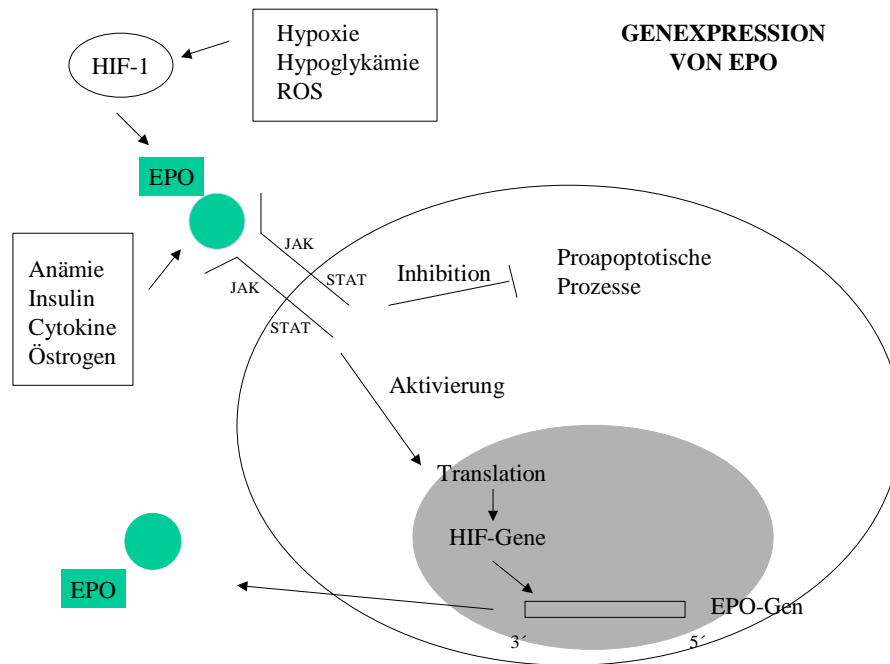 GENEXPRESSION
VON EPO
Hypoxie
Hypoglykämie
ROS
HIF-1
EPO
Anämie
Insulin
Cytokine
Östrogen
JAK
STAT
JAK
STAT
Inhibition
Proapoptotische
Prozesse
Aktivierung
Translation
HIF-Gene
EPO-Gen
3´
5´
EPO